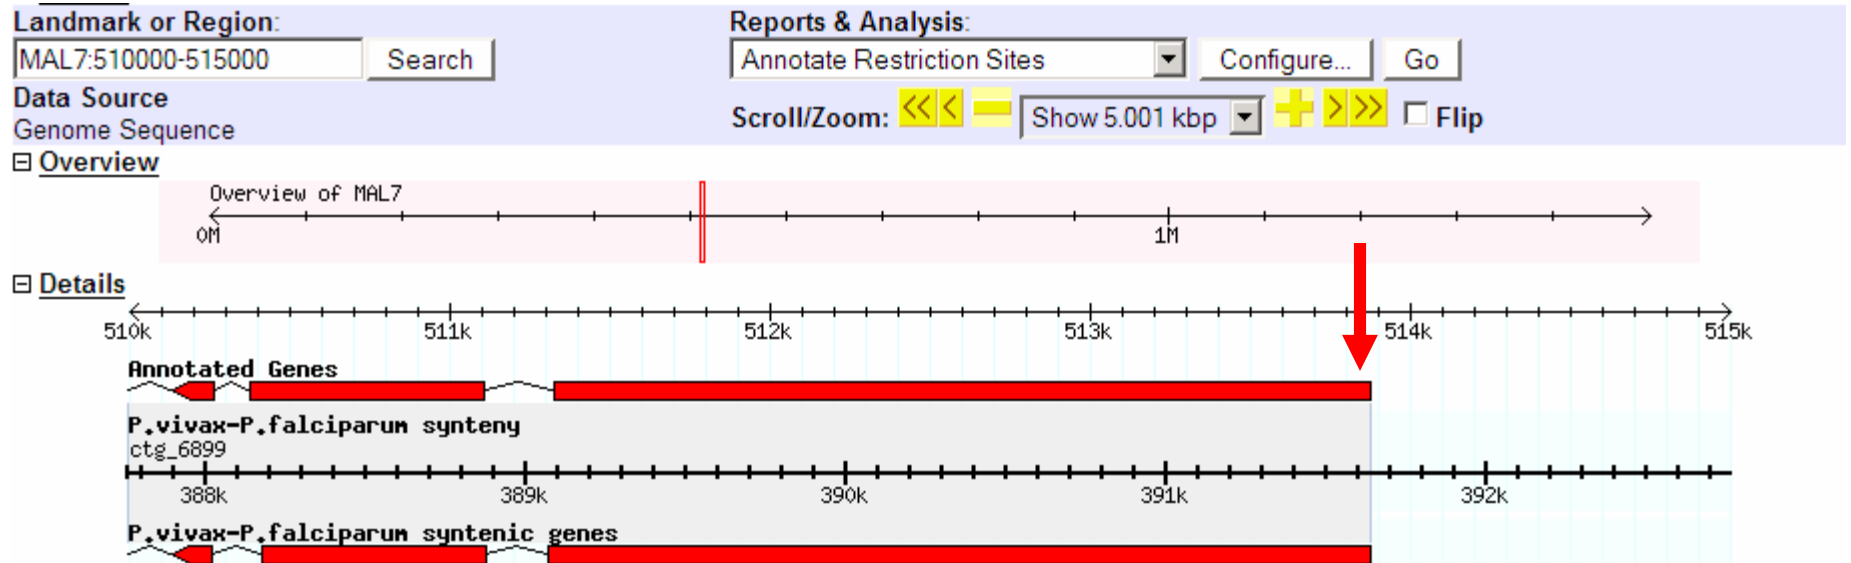 Landmark or Region:
MAL7:510000-515000 Search
Data Source
Genome Sequence
Reports & Analysis:
Annotate Restriction Sites Configure... Go
Scroll/Zoom: << < Show 5.001 kbp > >> Flip
Overview
Overview of MAL7
0M 1M
Details
510k 511k 512k 513k 514k 515k
Annotated Genes
P.vivax-P.falciparum synteny
ctg_6899
388k 389k 390k 391k 392k
P.vivax-P.falciparum syntenic genes